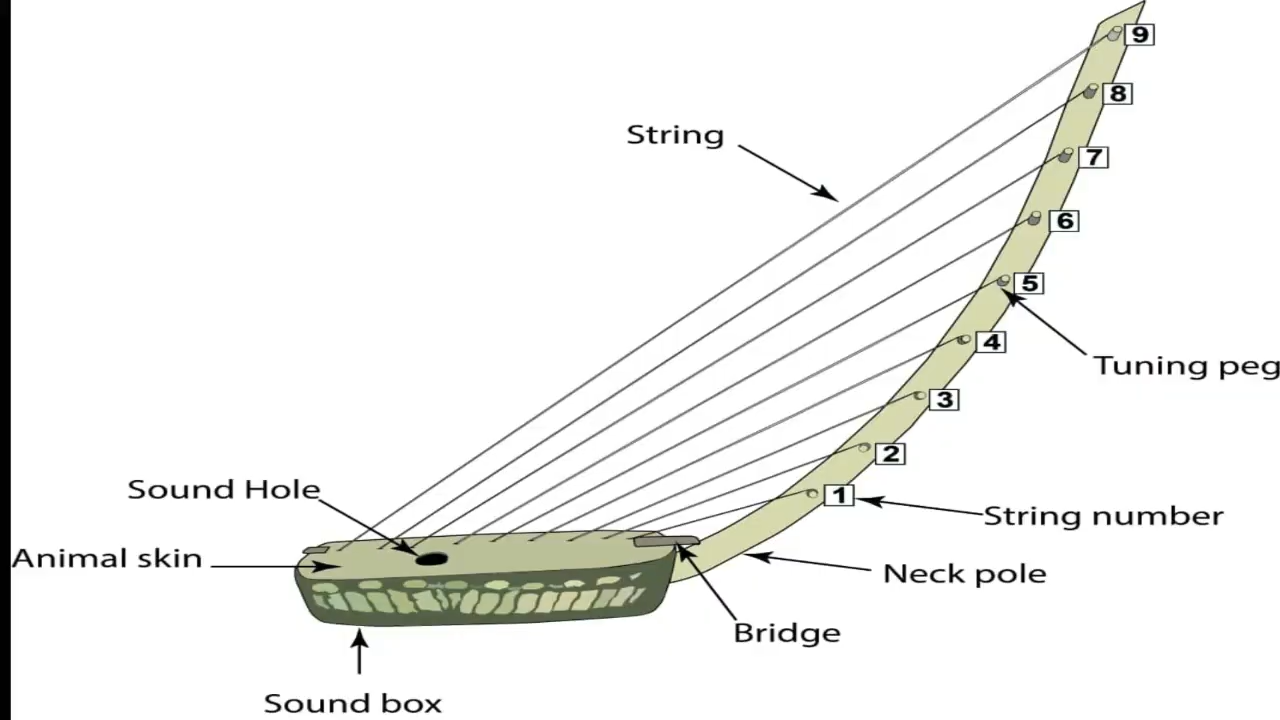 9
8
String
7
6
5
4
Tuning peg
3
2
Sound Hole
1
String number
Animal skin
Neck pole
Bridge
Sound box